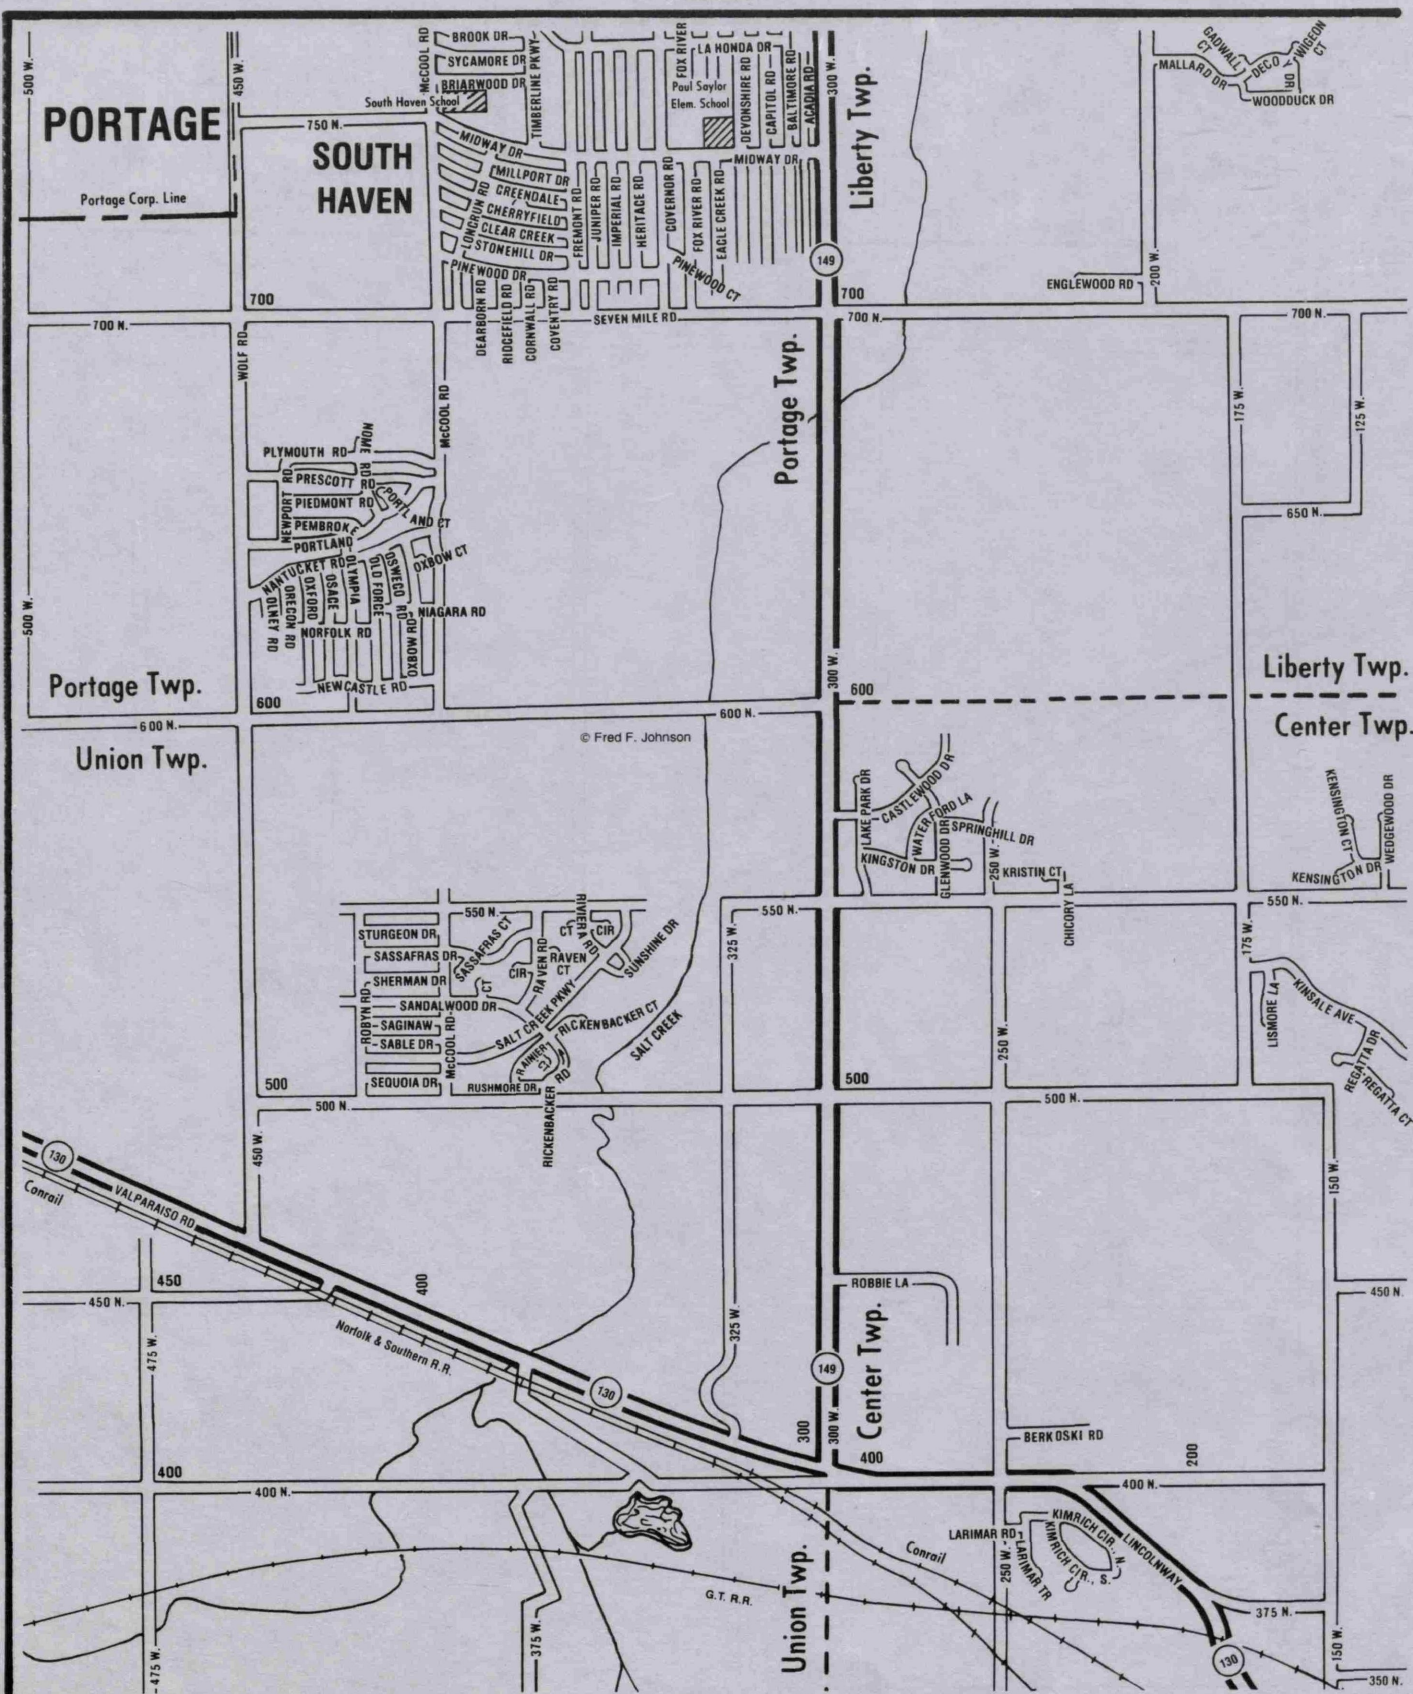 500 W.
450 W.
McCOOL RD
BROOK DR
SYCAMORE DR
BRIARWOOD DR
South Haven School
TIMBERLINE PKWY
FOX RIVER
LA HONDA DR
Paul Saylor
Elem. School
DEVONSHIRE RD
CAPITOL RD
BALTIMORE RD
ACADIA RD
300 W.
Liberty Twp.
GADWALL CT
MALLARD DR
DECOY DR
WIGEON CT
WOODDUCK DR
PORTAGE
Portage Corp. Line
750 N.
SOUTH
HAVEN
MIDWAY DR
MILLPORT DR
GREENDALE
CHERRYFIELD
CLEAR CREEK
STONEHILL DR
LONGRUN RD
PINEWOOD DR
FREMONT RD
JUNIPER RD
IMPERIAL RD
HERITAGE RD
GOVERNOR RD
FOX RIVER RD
EAGLE CREEK RD
MIDWAY DR
PINEWOOD CT
149
ENGLEWOOD RD
200 W.
700
700
700 N.
WOLF RD
DEARBORN RD
RIDGEFIELD RD
CORNWALL RD
COVENTRY RD
SEVEN MILE RD
700 N.
700 N.
Portage Twp.
McCOOL RD
175 W.
125 W.
650 N.
PLYMOUTH RD
NOME RD
PRESCOTT RD
NEWPORT RD
PIEDMONT RD
PORTLAND CT
PEMBROKE
PORTLAND
NANTUCKET RD
OLNEY RD
OREGON RD
OXFORD
OSAGE
OLYMPIA
OLD FORGE
OSWEGO RD
OXBOW CT
OXBOW RD
NIAGARA RD
NORFOLK RD
NEWCASTLE RD
500 W.
Portage Twp.
600
600 N.
Union Twp.
600 N.
300 W.
600
Liberty Twp.
Center Twp.
© Fred F. Johnson
LAKE PARK DR
CASTLEWOOD DR
WATERFORD LA
SPRINGHILL DR
KINGSTON DR
GLENWOOD DR
250 W.
KRISTIN CT
CHICORY LA
KENSINGTON CT
WEDGEWOOD DR
KENSINGTON DR
550 N.
550 N.
550 N.
STURGEON DR
SASSAFRAS DR
SASSAFRAS CT
SHERMAN DR
SANDALWOOD DR
SAGINAW
SABLE DR
SEQUOIA DR
ROBYN RD
McCOOL RD
CT
CIR
RAVEN RD
RAVEN
CT
RIVIERA RD
CT
CIR
SUNSHINE DR
SALT CREEK PKWY
RICKENBACKER CT
RAINIER CT
RUSHMORE DR
RICKENBACKER RD
SALT CREEK
325 W.
250 W.
175 W.
LISMORE LA
KINSALE AVE
REGATTA DR
REGATTA CT
500
500 N.
500
500 N.
130
Conrail
VALPARAISO RD
450 W.
150 W.
450
450 N.
400
475 W.
Norfolk & Southern R.R.
325 W.
ROBBIE LA
450 N.
130
149
Center Twp.
300
300 W.
400
BERKOSKI RD
200
400
400 N.
400 N.
LARIMAR RD
LARIMAR TR
KIMRICH CIR., N.
KIMRICH CIR., S.
LINCOLNWAY
250 W.
Conrail
G.T. R.R.
Union Twp.
375 W.
475 W.
375 N.
130
150 W.
350 N.